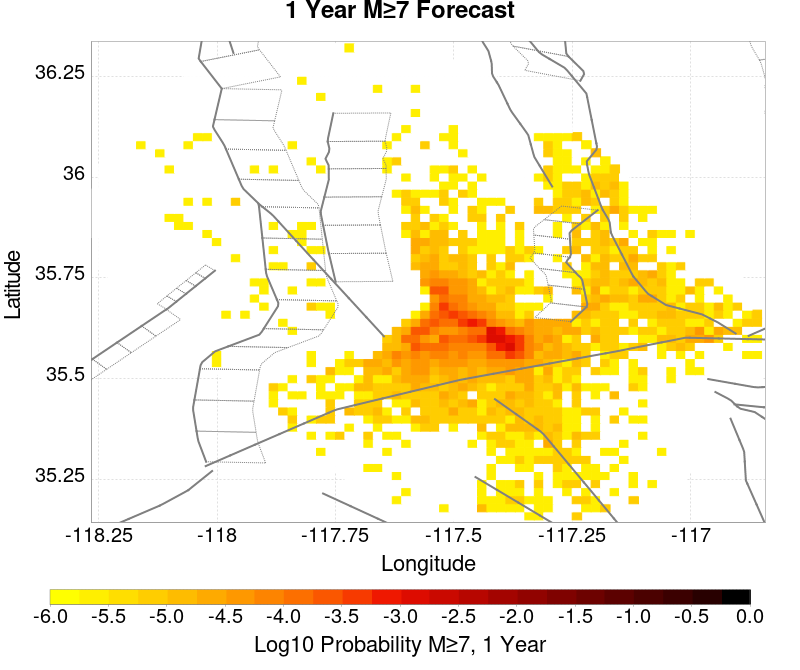 1 Year M≥7 Forecast
36.25
36
35.75
35.5
35.25
Latitude
-118.25 -118 -117.75 -117.5 -117.25 -117
Longitude
-6.0 -5.5 -5.0 -4.5 -4.0 -3.5 -3.0 -2.5 -2.0 -1.5 -1.0 -0.5 0.0
Log10 Probability M≥7, 1 Year